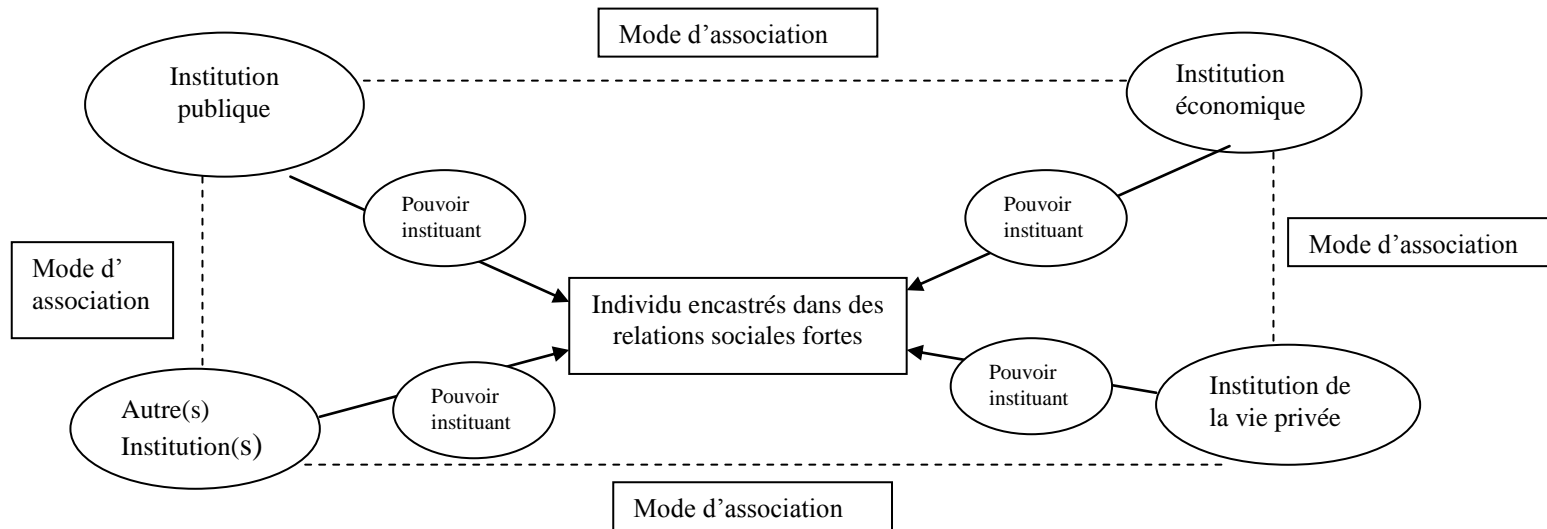 Mode d’association
Institution
publique
Institution
économique
Pouvoir
instituant
Pouvoir
instituant
Mode d’
association
Mode d’association
Individu encastrés dans des
relations sociales fortes
Pouvoir
instituant
Pouvoir
instituant
Autre(s)
Institution(s)
Institution de
la vie privée
Mode d’association